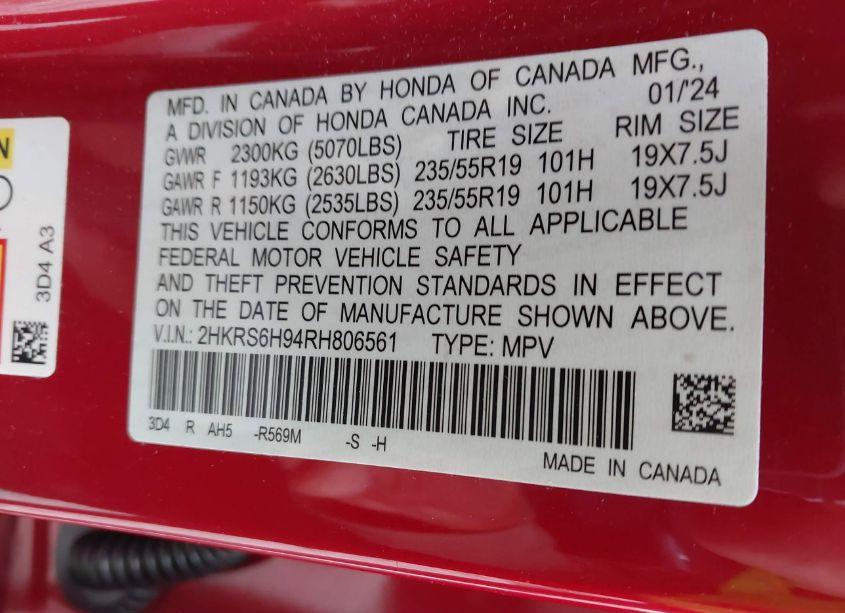 MFD. IN CANADA BY HONDA OF CANADA MFG.,
A DIVISION OF HONDA CANADA INC. 01/'24
GVWR 2300KG (5070LBS) TIRE SIZE RIM SIZE
GAWR F 1193KG (2630LBS) 235/55R19 101H 19X7.5J
GAWR R 1150KG (2535LBS) 235/55R19 101H 19X7.5J
THIS VEHICLE CONFORMS TO ALL APPLICABLE
FEDERAL MOTOR VEHICLE SAFETY
AND THEFT PREVENTION STANDARDS IN EFFECT
ON THE DATE OF MANUFACTURE SHOWN ABOVE.
V.I.N.: 2HKRS6H94RH806561 TYPE: MPV
3D4 R AH5 -R569M -S -H
MADE IN CANADA
3D4 A3